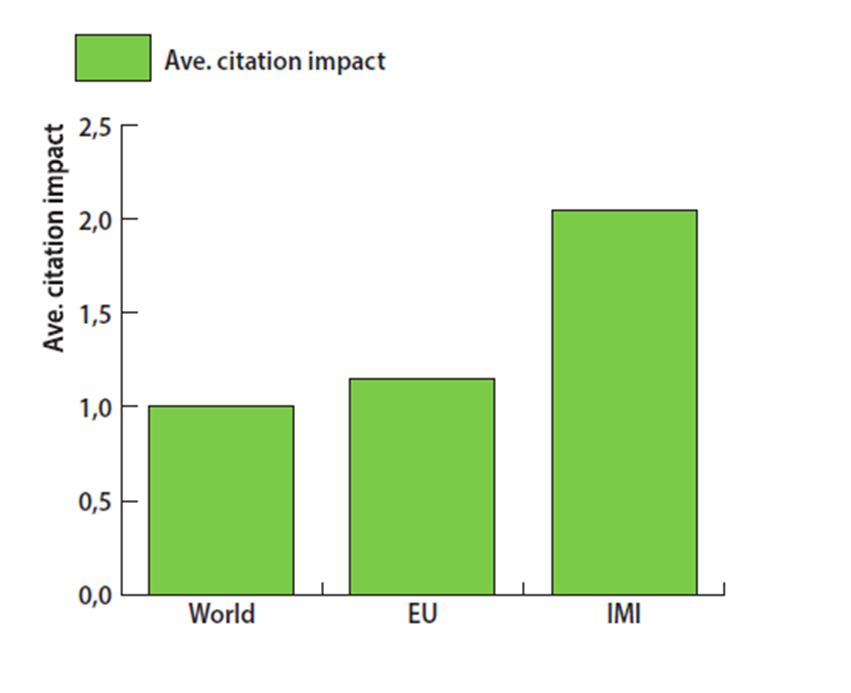 Ave. citation impact
Ave. citation impact
2,5
2,0
1,5
1,0
0,5
0,0
World
EU
IMI